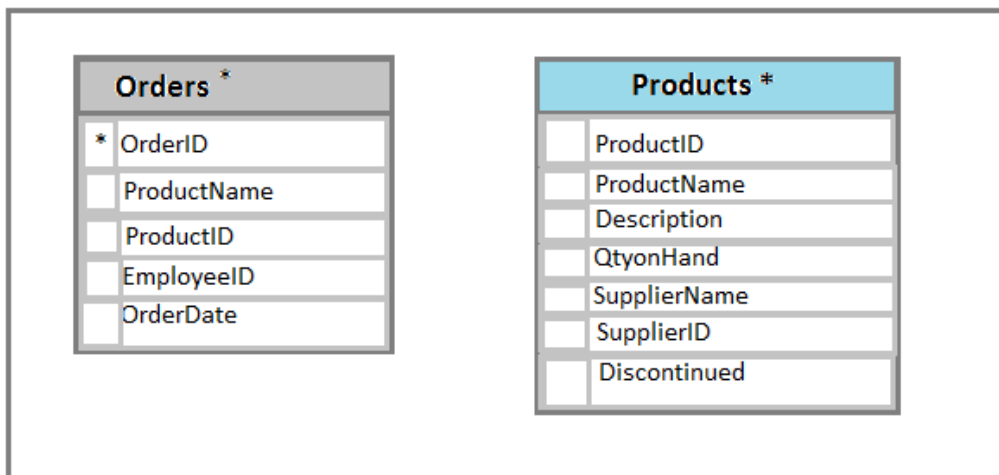 Orders *
* OrderID
ProductName
ProductID
EmployeeID
OrderDate
Products *
ProductID
ProductName
Description
QtyonHand
SupplierName
SupplierID
Discontinued